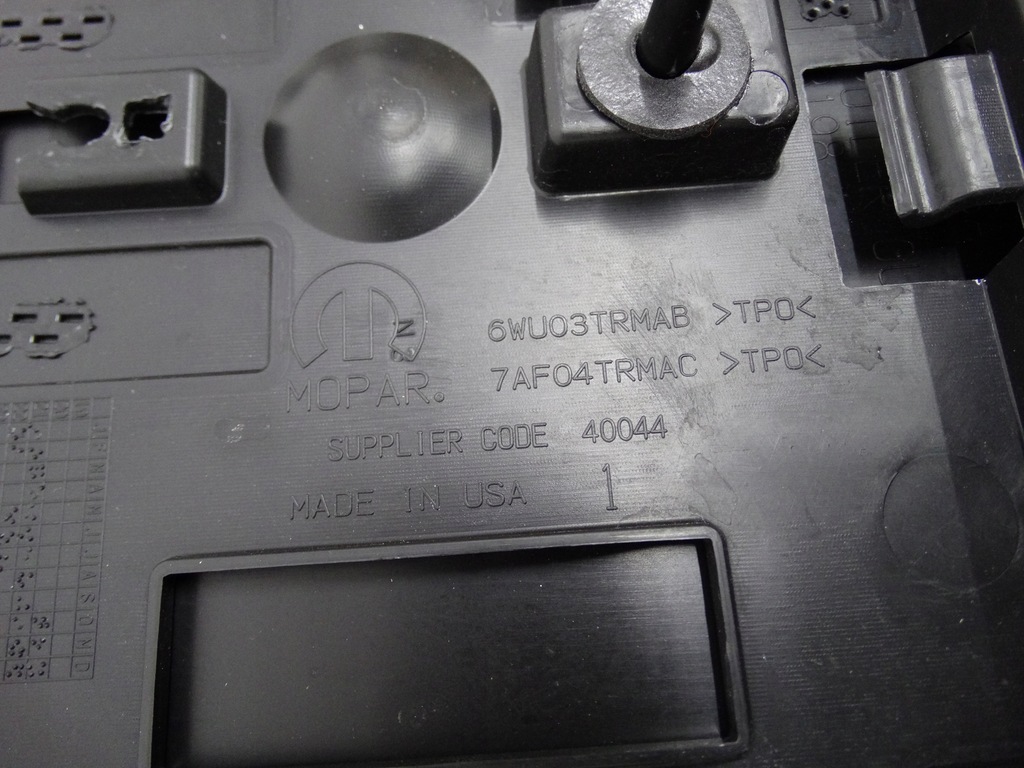 6WU03TRMAB >TPO<
7AF04TRMAC >TPO<
MOPAR®
SUPPLIER CODE 40044
MADE IN USA 1
J F M A M J J A S O N D